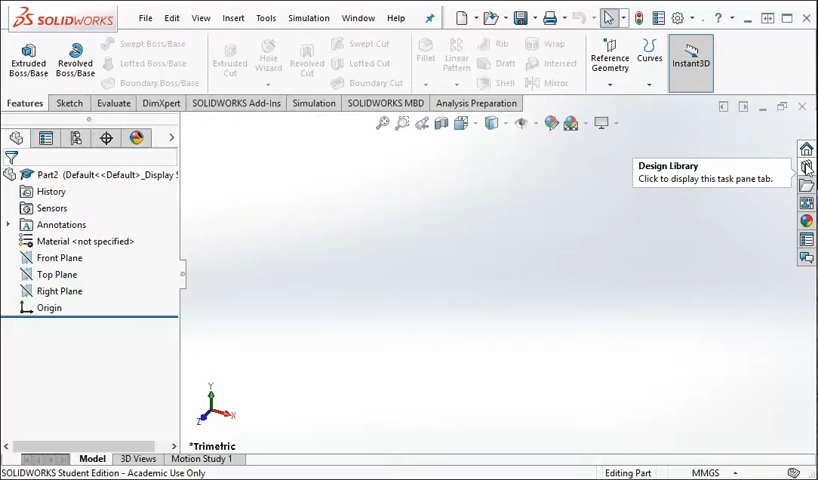 SOLIDWORKS
File Edit View Insert Tools Simulation Window Help
Extruded Boss/Base
Revolved Boss/Base
Swept Boss/Base
Lofted Boss/Base
Boundary Boss/Base
Extruded Cut
Hole Wizard
Revolved Cut
Swept Cut
Lofted Cut
Boundary Cut
Fillet
Linear Pattern
Rib
Draft
Shell
Wrap
Intersect
Mirror
Reference Geometry
Curves
Instant3D
Features Sketch Evaluate DimXpert SOLIDWORKS Add-Ins Simulation SOLIDWORKS MBD Analysis Preparation
Part2 (Default<<Default>_Display S
History
Sensors
Annotations
Material <not specified>
Front Plane
Top Plane
Right Plane
Origin
Design Library
Click to display this task pane tab.
Y
X
Z
*Trimetric
Model 3D Views Motion Study 1
SOLIDWORKS Student Edition - Academic Use Only Editing Part MMGS